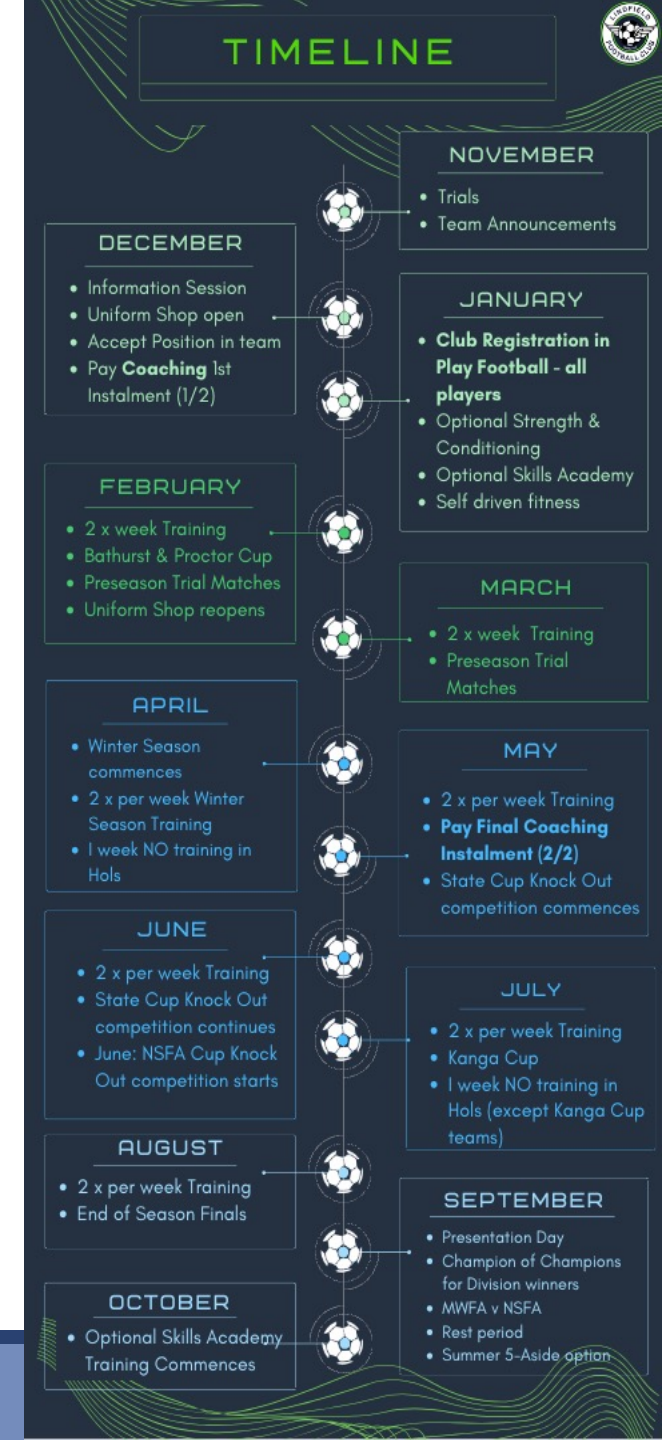 LINDFIELD
FOOTBALL CLUB
TIMELINE
NOVEMBER
• Trials
• Team Announcements
DECEMBER
• Information Session
• Uniform Shop open
• Accept Position in team
• Pay Coaching 1st
Instalment (1/2)
JANUARY
• Club Registration in
Play Football - all
players
• Optional Strength &
Conditioning
• Optional Skills Academy
• Self driven fitness
FEBRUARY
• 2 x week Training
• Bathurst & Proctor Cup
• Preseason Trial Matches
• Uniform Shop reopens
MARCH
• 2 x week Training
• Preseason Trial
Matches
APRIL
• Winter Season
commences
• 2 x per week Winter
Season Training
• 1 week NO training in
Hols
MAY
• 2 x per week Training
• Pay Final Coaching
Instalment (2/2)
• State Cup Knock Out
competition commences
JUNE
• 2 x per week Training
• State Cup Knock Out
competition continues
• June: NSFA Cup Knock
Out competition starts
JULY
• 2 x per week Training
• Kanga Cup
• 1 week NO training in
Hols (except Kanga Cup
teams)
AUGUST
• 2 x per week Training
• End of Season Finals
SEPTEMBER
• Presentation Day
• Champion of Champions
for Division winners
• MWFA v NSFA
• Rest period
• Summer 5-Aside option
OCTOBER
• Optional Skills Academy
Training Commences